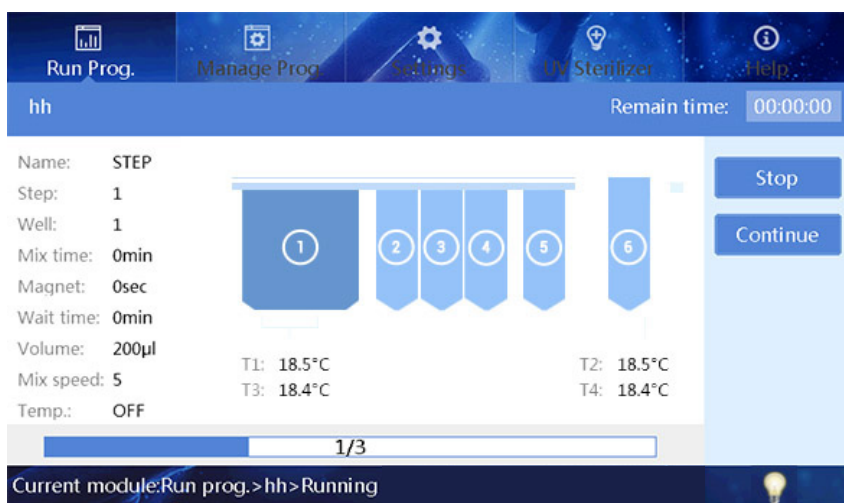 Run Prog.
Manage Prog.
Settings
UV Sterilizer
Help
hh
Remain time: 00:00:00
Name: STEP
Step: 1
Well: 1
Mix time: 0min
Magnet: 0sec
Wait time: 0min
Volume: 200μl
Mix speed: 5
Temp.: OFF
1
2
3
4
5
6
T1: 18.5°C
T2: 18.5°C
T3: 18.4°C
T4: 18.4°C
Stop
Continue
1/3
Current module:Run prog.>hh>Running